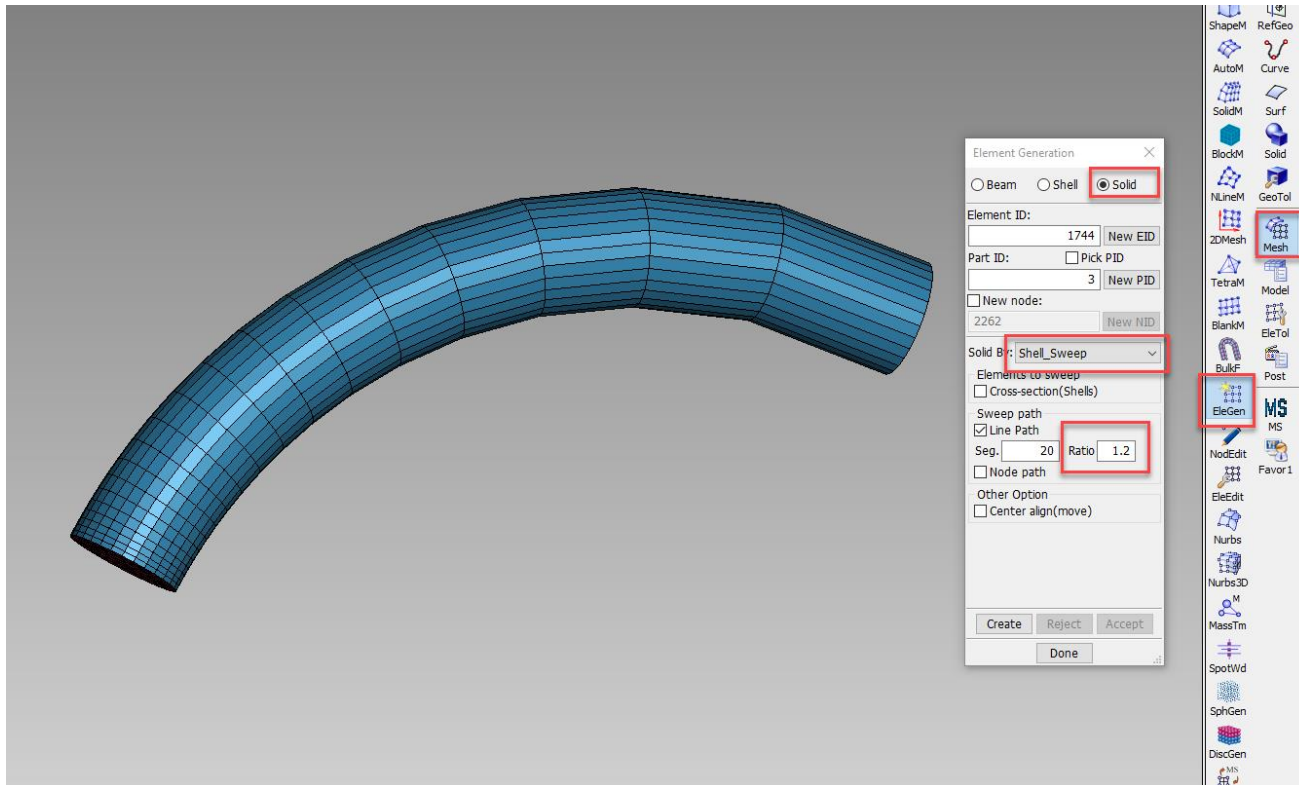 Element Generation
Beam Shell Solid
Element ID:
1744 New EID
Part ID: Pick PID
3 New PID
New node:
2262 New NID
Solid By: Shell_Sweep
Elements to sweep
Cross-section(Shells)
Sweep path
Line Path
Seg. 20 Ratio 1.2
Node path
Other Option
Center align(move)
Create Reject Accept
Done
ShapeM RefGeo
AutoM Curve
SolidM Surf
BlockM Solid
NLineM GeoTol
2DMesh Mesh
TetraM Model
BlankM EleTol
BulkF Post
EleGen MS
MS
NodEdit Favor1
EleEdit
Nurbs
Nurbs3D
M
MassTm
SpotWd
SphGen
DiscGen
MS